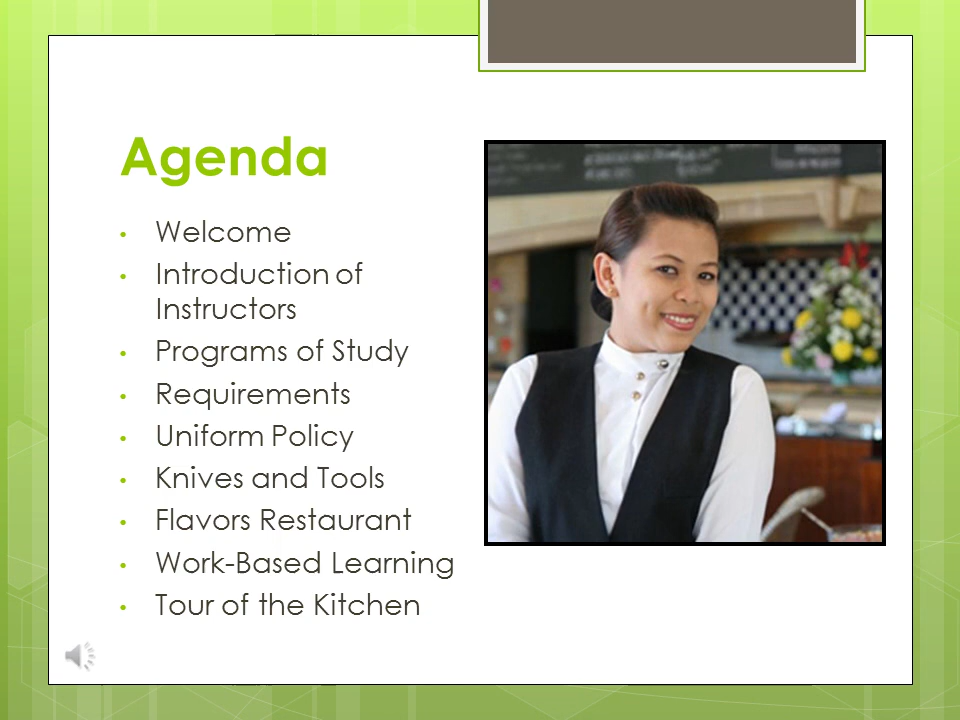 Agenda
• Welcome
• Introduction of
Instructors
• Programs of Study
• Requirements
• Uniform Policy
• Knives and Tools
• Flavors Restaurant
• Work-Based Learning
• Tour of the Kitchen